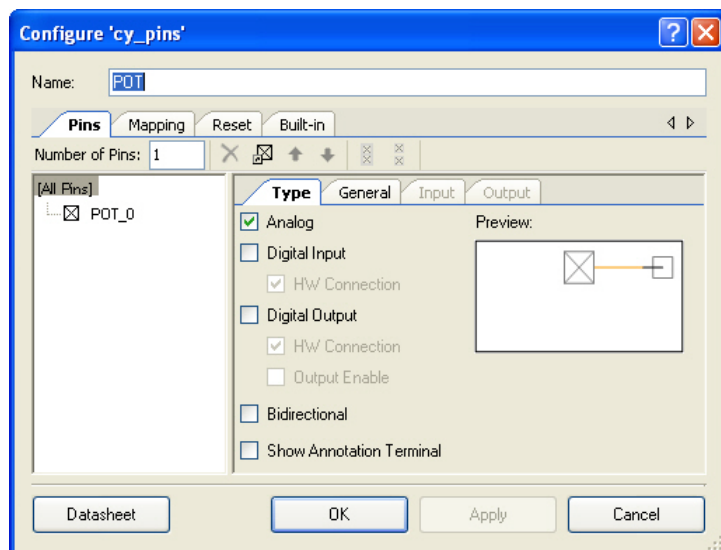 Configure 'cy_pins'
Name: POT
Pins Mapping Reset Built-in
Number of Pins: 1
[All Pins]
POT_0
Type General Input Output
Analog
Preview:
Digital Input
HW Connection
Digital Output
HW Connection
Output Enable
Bidirectional
Show Annotation Terminal
Datasheet OK Apply Cancel